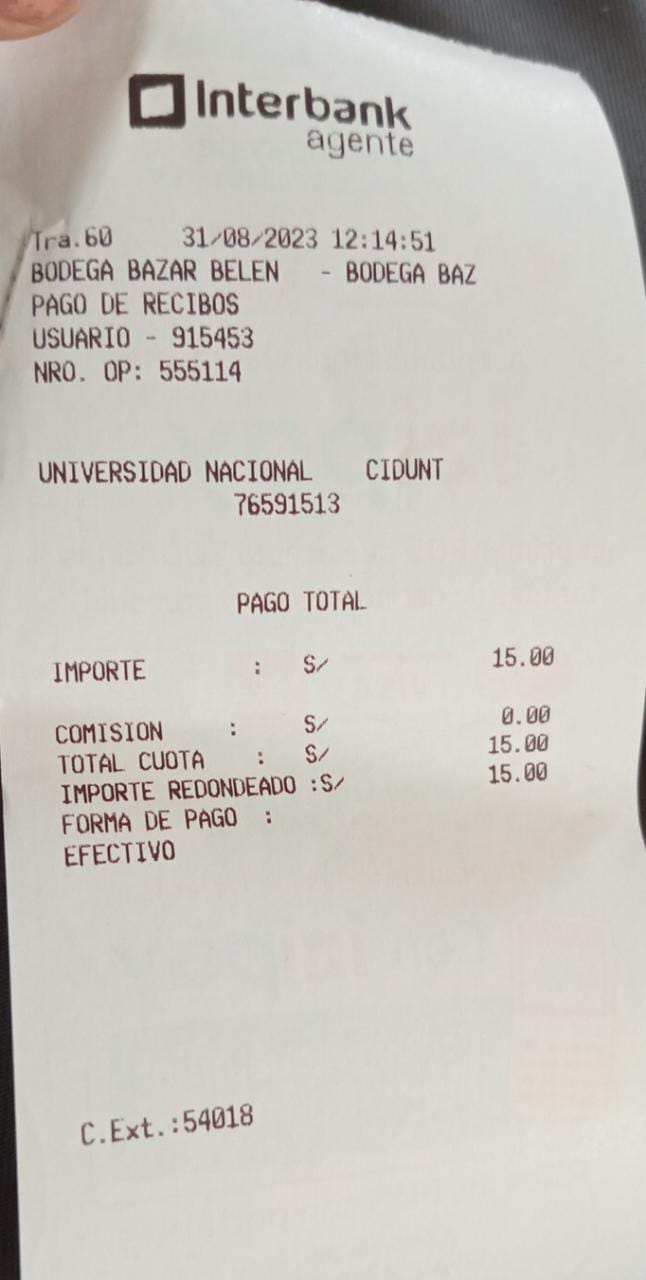 Interbank
agente
Tra.60 31/08/2023 12:14:51
BODEGA BAZAR BELEN - BODEGA BAZ
PAGO DE RECIBOS
USUARIO - 915453
NRO. OP: 555114
UNIVERSIDAD NACIONAL CIDUNT
76591513
PAGO TOTAL
IMPORTE : S/ 15.00
COMISION : S/ 0.00
TOTAL CUOTA : S/ 15.00
IMPORTE REDONDEADO :S/ 15.00
FORMA DE PAGO :
EFECTIVO
C.Ext.:54018